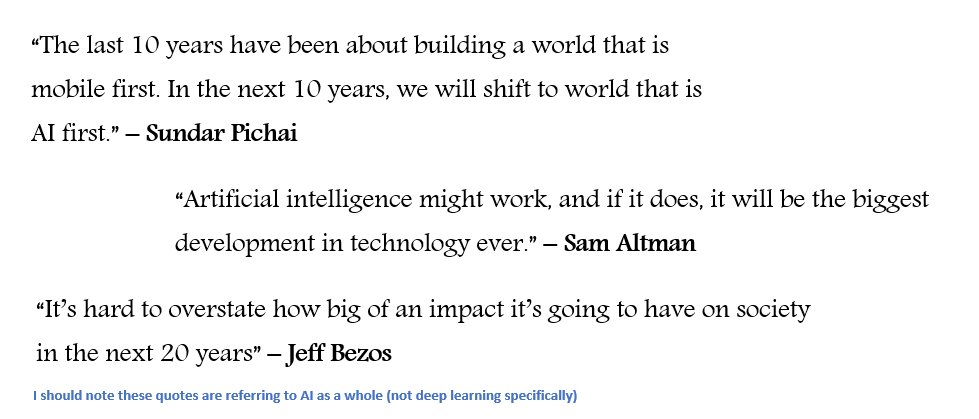 “The last 10 years have been about building a world that is
mobile first. In the next 10 years, we will shift to world that is
AI first.” – Sundar Pichai
“Artificial intelligence might work, and if it does, it will be the biggest
development in technology ever.” – Sam Altman
“It’s hard to overstate how big of an impact it’s going to have on society
in the next 20 years” – Jeff Bezos
I should note these quotes are referring to AI as a whole (not deep learning specifically)